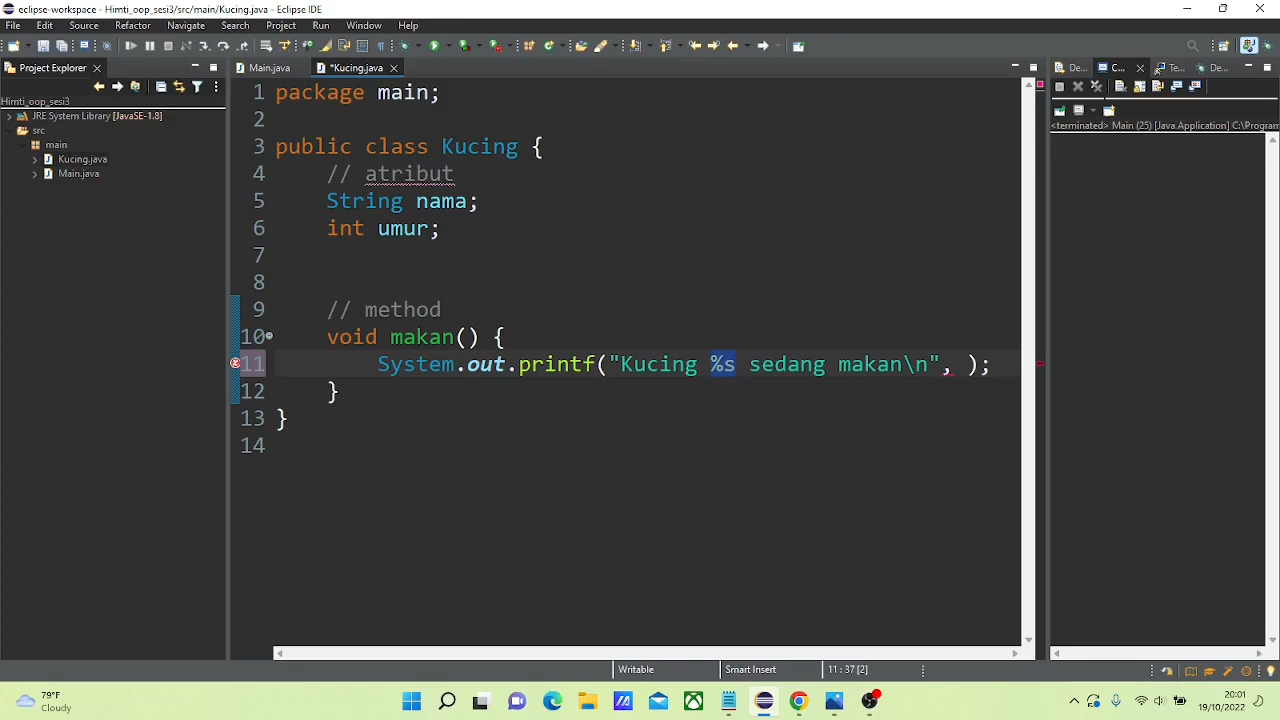 eclipse-workspace - Himti_oop_sesi3/src/main/Kucing.java - Eclipse IDE
File Edit Source Refactor Navigate Search Project Run Window Help
Project Explorer
Himti_oop_sesi3
JRE System Library [JavaSE-1.8]
src
main
Kucing.java
Main.java
Main.java *Kucing.java
1 package main;
2
3 public class Kucing {
4 // atribut
5 String nama;
6 int umur;
7
8
9 // method
10 void makan() {
11 System.out.printf("Kucing %s sedang makan\n", );
12 }
13 }
14
De... C... Te... De...
<terminated> Main (25) [Java Application] C:\Program
Writable Smart Insert 11 : 37 [2]
79°F
Cloudy
20:01
19/10/2022